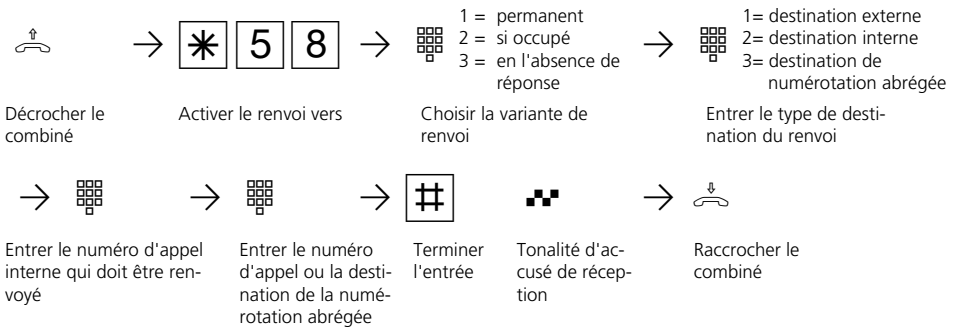 1 = permanent
2 = si occupé
3 = en l'absence de
réponse
1= destination externe
2= destination interne
3= destination de
numérotation abrégée
* 5 8
Décrocher le
combiné
Activer le renvoi vers
Choisir la variante de
renvoi
Entrer le type de desti-
nation du renvoi
#
Entrer le numéro d'appel
interne qui doit être ren-
voyé
Entrer le numéro
d'appel ou la desti-
nation de la numé-
rotation abrégée
Terminer
l'entrée
Tonalité d'ac-
cusé de récep-
tion
Raccrocher le
combiné